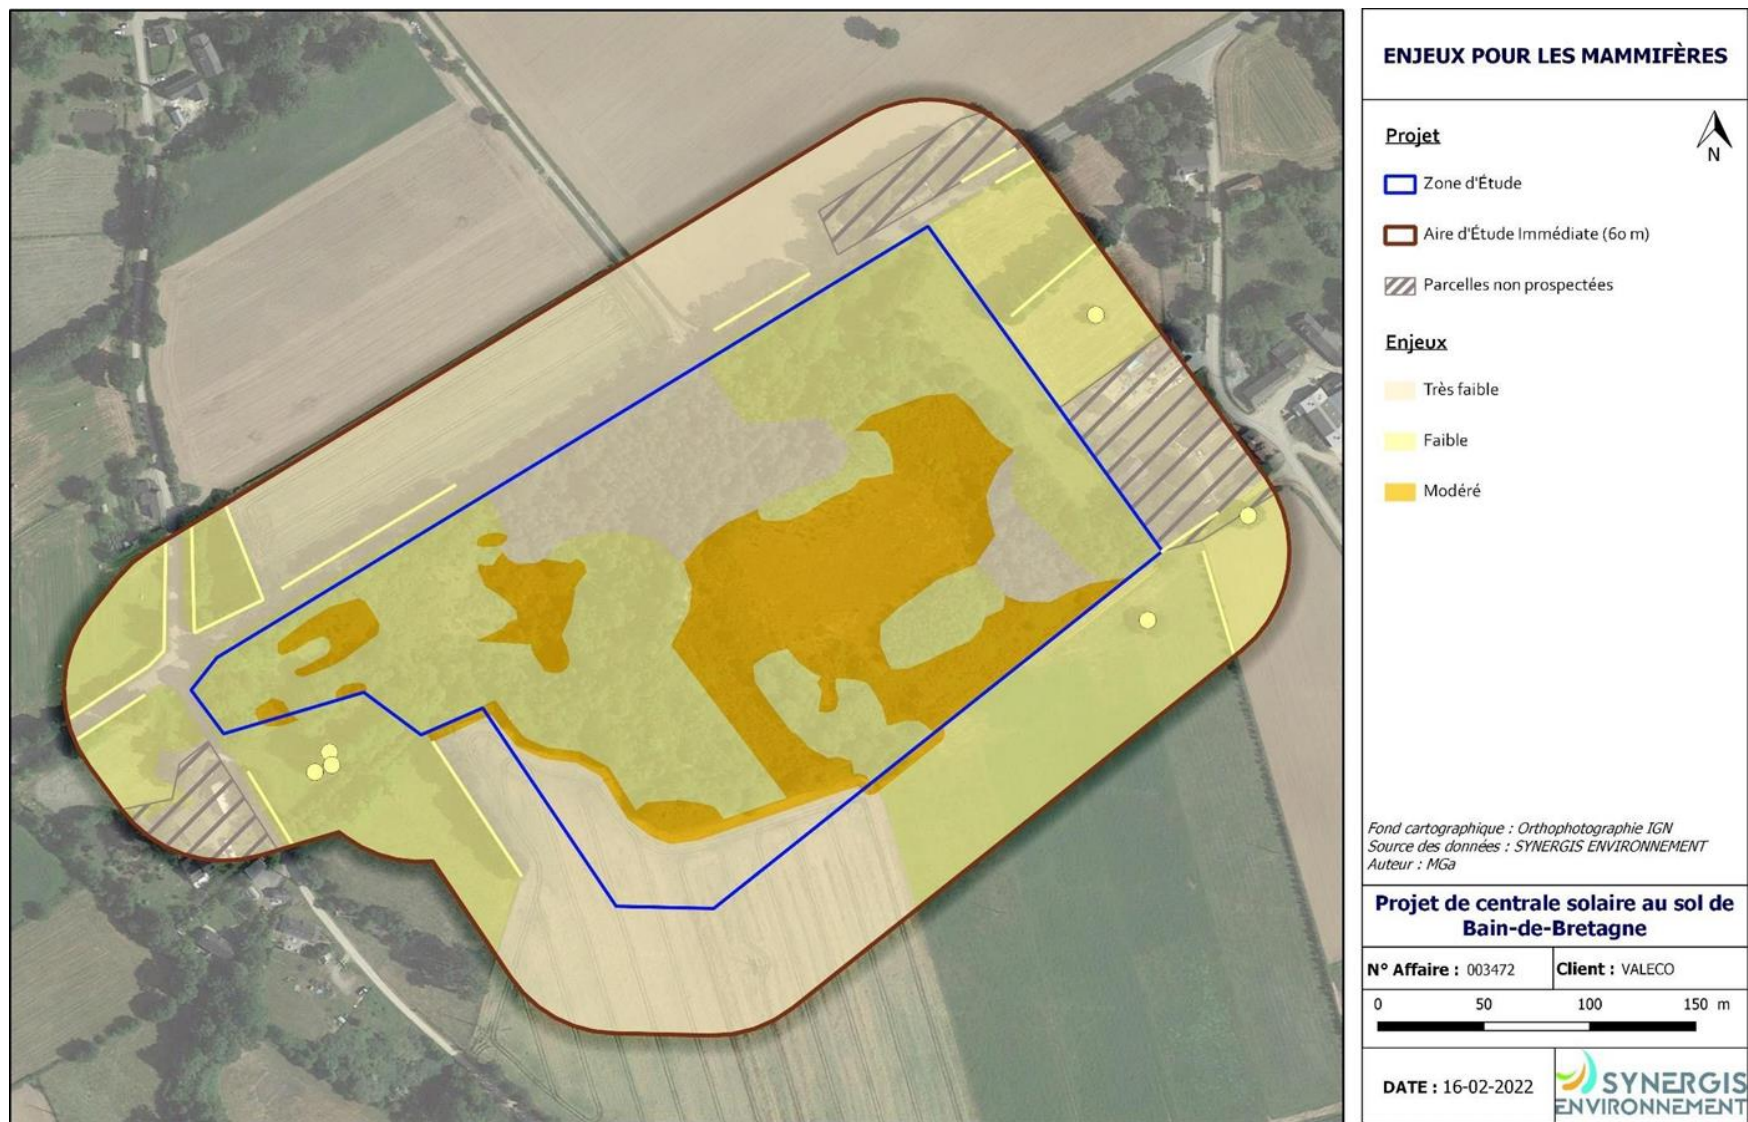 ENJEUX POUR LES MAMMIFÈRES
Projet
N
Zone d'Étude
Aire d'Étude Immédiate (60 m)
Parcelles non prospectées
Enjeux
Très faible
Faible
Modéré
Fond cartographique : Orthophotographie IGN
Source des données : SYNERGIS ENVIRONNEMENT
Auteur : MGa
Projet de centrale solaire au sol de
Bain-de-Bretagne
N° Affaire : 003472 Client : VALECO
0 50 100 150 m
DATE : 16-02-2022
SYNERGIS
ENVIRONNEMENT